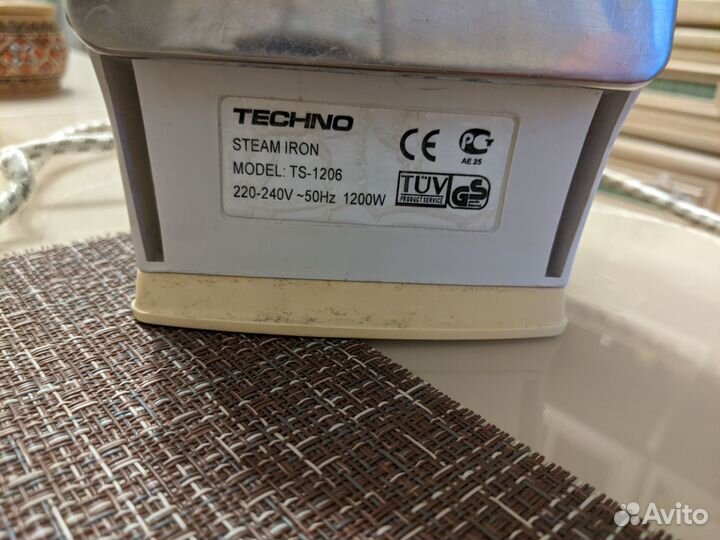 TECHNO
STEAM IRON
MODEL: TS-1206
220-240V ~50Hz 1200W
CE
PCT
AE 25
TÜV
PRODUCT SERVICE
GS
Avito